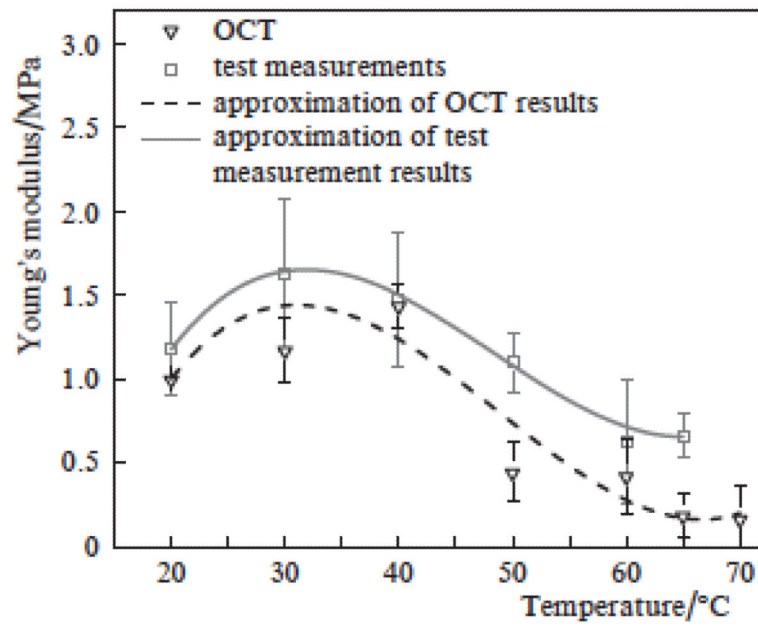 OCT
test measurements
approximation of OCT results
approximation of test
measurement results
Young's modulus/MPa
3.0
2.5
2.0
1.5
1.0
0.5
0
20 30 40 50 60 70
Temperature/°C